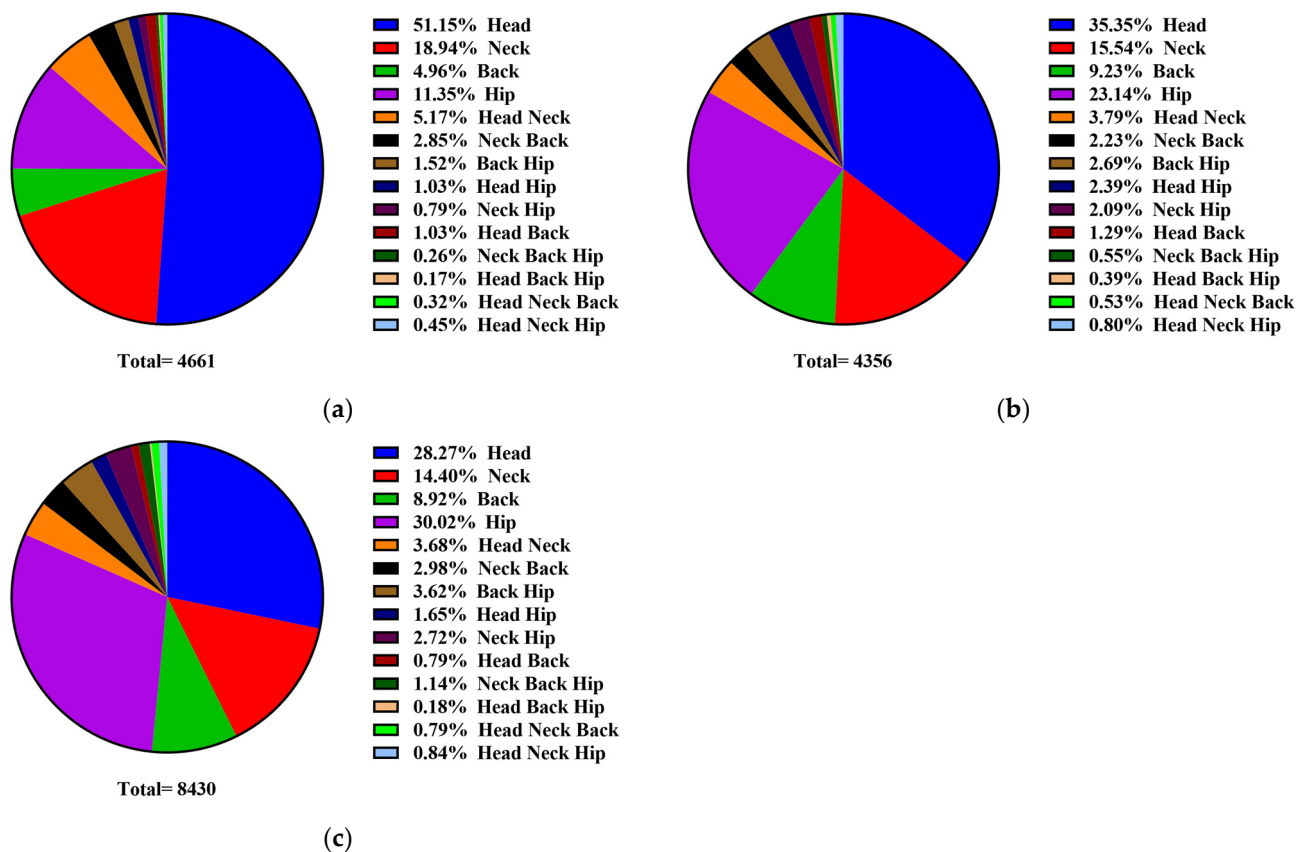 51.15% Head
18.94% Neck
4.96% Back
11.35% Hip
5.17% Head Neck
2.85% Neck Back
1.52% Back Hip
1.03% Head Hip
0.79% Neck Hip
1.03% Head Back
0.26% Neck Back Hip
0.17% Head Back Hip
0.32% Head Neck Back
0.45% Head Neck Hip
Total= 4661
(a)
35.35% Head
15.54% Neck
9.23% Back
23.14% Hip
3.79% Head Neck
2.23% Neck Back
2.69% Back Hip
2.39% Head Hip
2.09% Neck Hip
1.29% Head Back
0.55% Neck Back Hip
0.39% Head Back Hip
0.53% Head Neck Back
0.80% Head Neck Hip
Total= 4356
(b)
28.27% Head
14.40% Neck
8.92% Back
30.02% Hip
3.68% Head Neck
2.98% Neck Back
3.62% Back Hip
1.65% Head Hip
2.72% Neck Hip
0.79% Head Back
1.14% Neck Back Hip
0.18% Head Back Hip
0.79% Head Neck Back
0.84% Head Neck Hip
Total= 8430
(c)